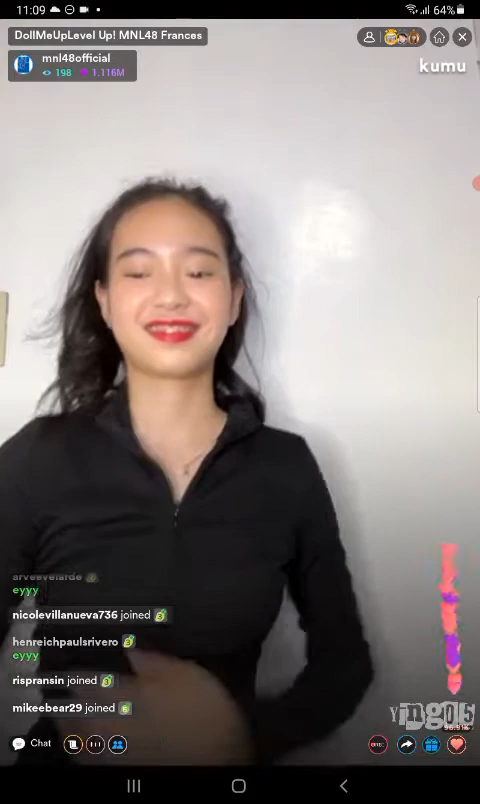 11:09
64%
DollMeUpLevel Up! MNL48 Frances
mnl48official
198 1.116M
kumu
arveevelarde
eyyy
nicolevillanueva736 joined
henreichpaulsrivero
eyyy
rispransin joined
mikeebear29 joined
Yingo5
Chat